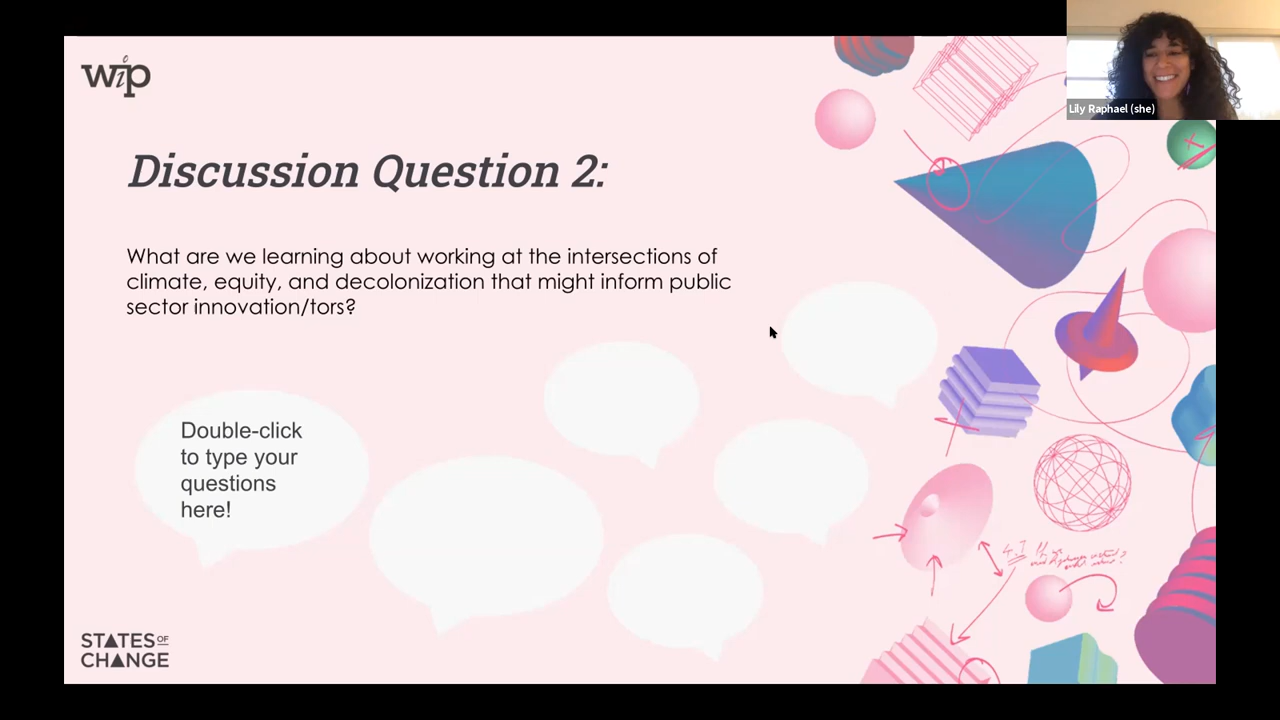 wip
Lily Raphael (she)
Discussion Question 2:
What are we learning about working at the intersections of
climate, equity, and decolonization that might inform public
sector innovation/tors?
Double-click
to type your
questions
here!
STATES OF
CHANGE